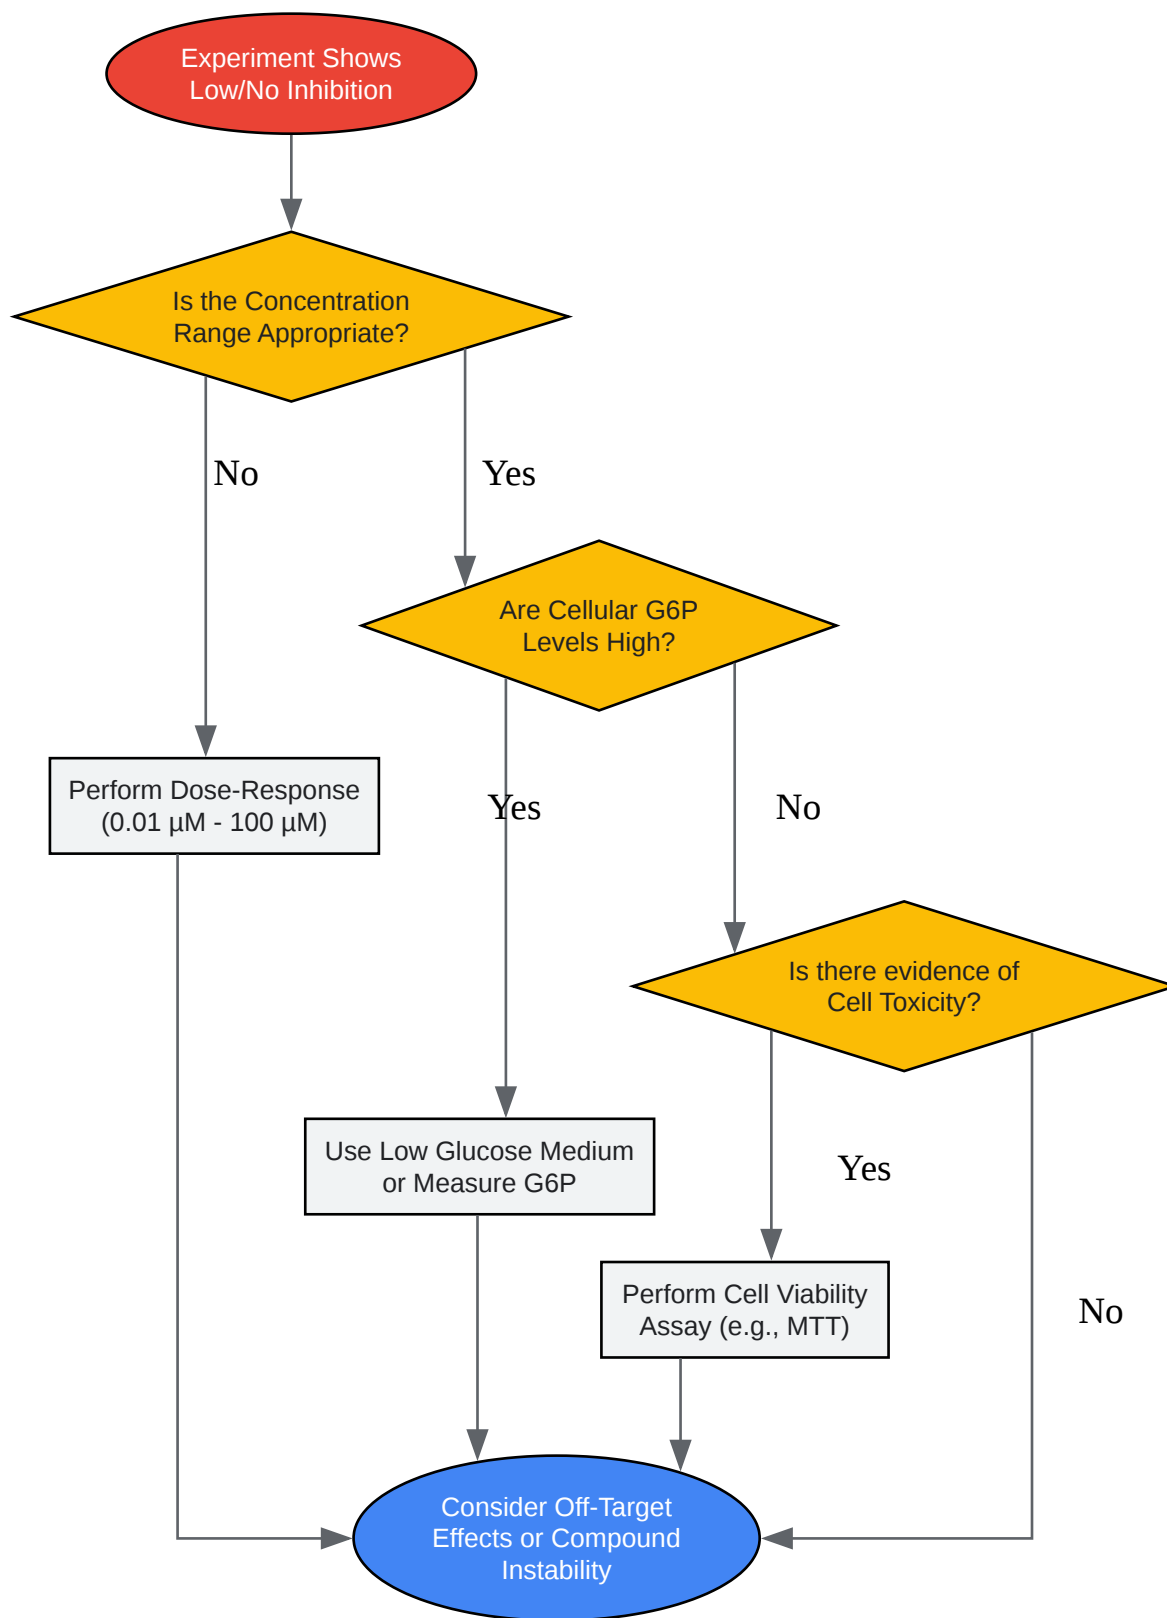 Experiment Shows
Low/No Inhibition
Is the Concentration
Range Appropriate?
No
Yes
Are Cellular G6P
Levels High?
Perform Dose-Response
(0.01 µM - 100 µM)
Yes
No
Is there evidence of
Cell Toxicity?
Use Low Glucose Medium
or Measure G6P
Yes
Perform Cell Viability
Assay (e.g., MTT)
No
Consider Off-Target
Effects or Compound
Instability